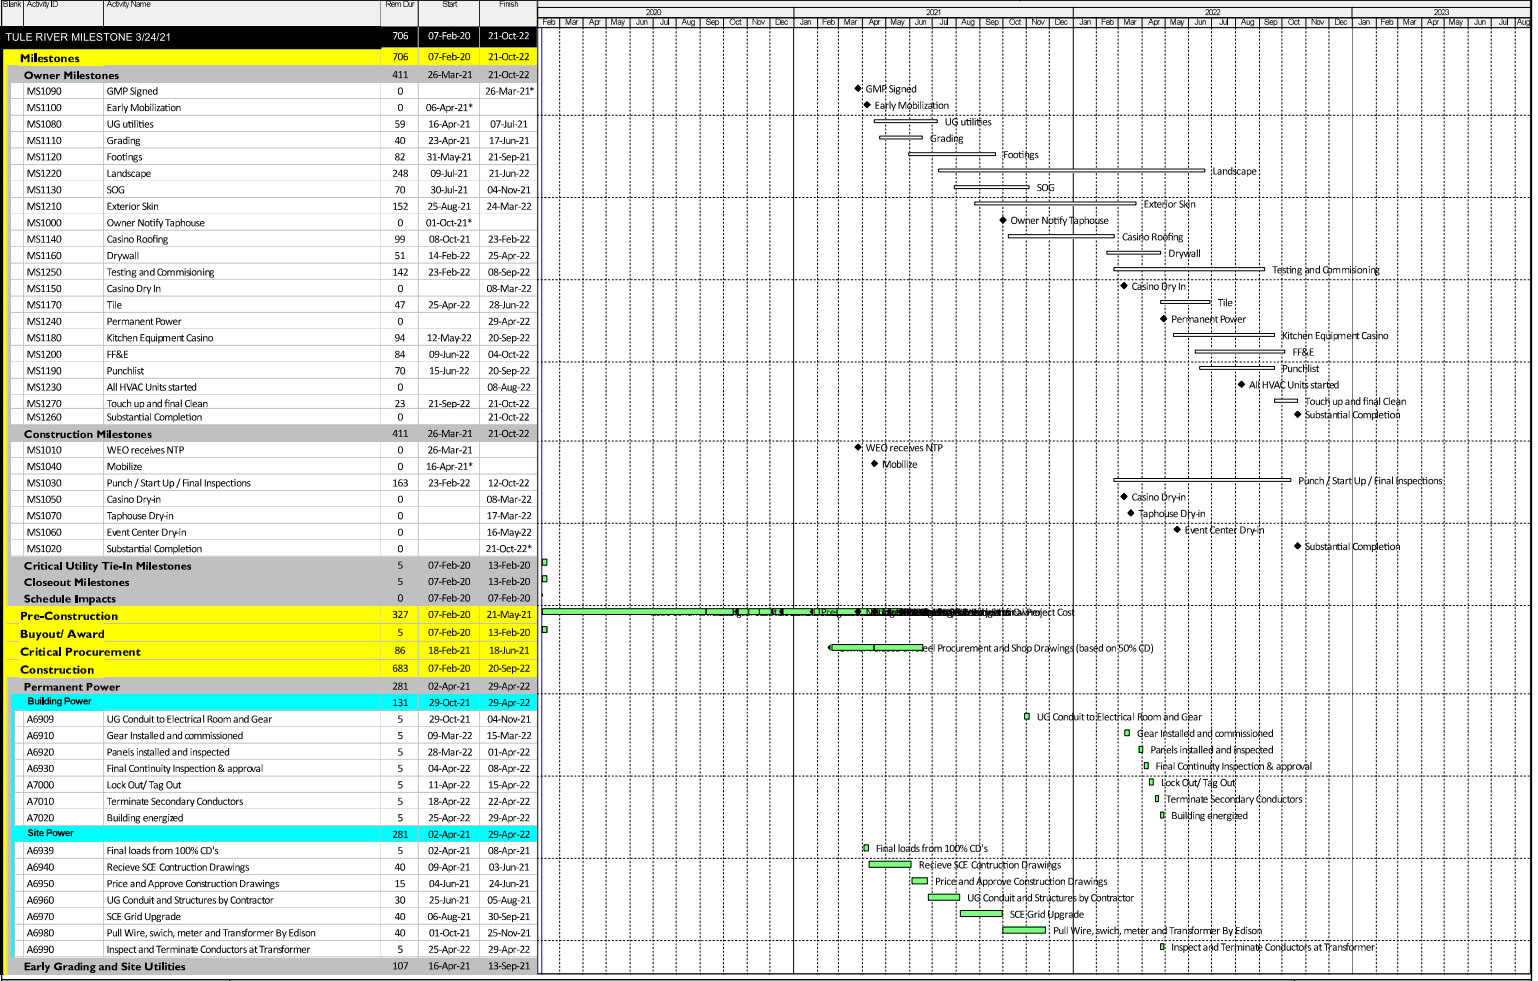 Blank Activity ID Activity Name Rem Dur Start Finish 2020 2021 2022 2023
Feb Mar Apr May Jun Jul Aug Sep Oct Nov Dec Jan Feb Mar Apr May Jun Jul Aug Sep Oct Nov Dec Jan Feb Mar Apr May Jun Jul Aug Sep Oct Nov Dec Jan Feb Mar Apr May Jun Jul Aug
TULE RIVER MILESTONE 3/24/21 706 07-Feb-20 21-Oct-22
Milestones 706 07-Feb-20 21-Oct-22
Owner Milestones 411 26-Mar-21 21-Oct-22
MS1090 GMP Signed 0 26-Mar-21* GMP Signed
MS1100 Early Mobilization 0 06-Apr-21* Early Mobilization
MS1080 UG utilities 59 16-Apr-21 07-Jul-21 UG utilities
MS1110 Grading 40 23-Apr-21 17-Jun-21 Grading
MS1120 Footings 82 31-May-21 21-Sep-21 Footings
MS1220 Landscape 248 09-Jul-21 21-Jun-22 Landscape
MS1130 SOG 70 30-Jul-21 04-Nov-21 SOG
MS1210 Exterior Skin 152 25-Aug-21 24-Mar-22 Exterior Skin
MS1000 Owner Notify Taphouse 0 01-Oct-21* Owner Notify Taphouse
MS1140 Casino Roofing 99 08-Oct-21 23-Feb-22 Casino Roofing
MS1160 Drywall 51 14-Feb-22 25-Apr-22 Drywall
MS1250 Testing and Commisioning 142 23-Feb-22 08-Sep-22 Testing and Commisioning
MS1150 Casino Dry In 0 08-Mar-22 Casino Dry In
MS1170 Tile 47 25-Apr-22 28-Jun-22 Tile
MS1240 Permanent Power 0 29-Apr-22 Permanent Power
MS1180 Kitchen Equipment Casino 94 12-May-22 20-Sep-22 Kitchen Equipment Casino
MS1200 FF&E 84 09-Jun-22 04-Oct-22 FF&E
MS1190 Punchlist 70 15-Jun-22 20-Sep-22 Punchlist
MS1230 All HVAC Units started 0 08-Aug-22 All HVAC Units started
MS1270 Touch up and final Clean 23 21-Sep-22 21-Oct-22 Touch up and final Clean
MS1260 Substantial Completion 0 21-Oct-22 Substantial Completion
Construction Milestones 411 26-Mar-21 21-Oct-22
MS1010 WEO receives NTP 0 26-Mar-21 WEO receives NTP
MS1040 Mobilize 0 16-Apr-21* Mobilize
MS1030 Punch / Start Up / Final Inspections 163 23-Feb-22 12-Oct-22 Punch / Start Up / Final Inspections
MS1050 Casino Dry-in 0 08-Mar-22 Casino Dry-in
MS1070 Taphouse Dry-in 0 17-Mar-22 Taphouse Dry-in
MS1060 Event Center Dry-in 0 16-May-22 Event Center Dry-in
MS1020 Substantial Completion 0 21-Oct-22* Substantial Completion
Critical Utility Tie-In Milestones 5 07-Feb-20 13-Feb-20
Closeout Milestones 5 07-Feb-20 13-Feb-20
Schedule Impacts 0 07-Feb-20 07-Feb-20
Pre-Construction 327 07-Feb-20 21-May-21 Project Cost
Buyout/ Award 5 07-Feb-20 13-Feb-20
Critical Procurement 86 18-Feb-21 18-Jun-21 Procurement and Shop Drawings (based on 50% CD)
Construction 683 07-Feb-20 20-Sep-22
Permanent Power 281 02-Apr-21 29-Apr-22
Building Power 131 29-Oct-21 29-Apr-22
A6909 UG Conduit to Electrical Room and Gear 5 29-Oct-21 04-Nov-21 UG Conduit to Electrical Room and Gear
A6910 Gear Installed and commissioned 5 09-Mar-22 15-Mar-22 Gear Installed and commissioned
A6920 Panels installed and inspected 5 28-Mar-22 01-Apr-22 Panels installed and inspected
A6930 Final Continuity Inspection & approval 5 04-Apr-22 08-Apr-22 Final Continuity Inspection & approval
A7000 Lock Out/ Tag Out 5 11-Apr-22 15-Apr-22 Lock Out/ Tag Out
A7010 Terminate Secondary Conductors 5 18-Apr-22 22-Apr-22 Terminate Secondary Conductors
A7020 Building energized 5 25-Apr-22 29-Apr-22 Building energized
Site Power 281 02-Apr-21 29-Apr-22
A6939 Final loads from 100% CD's 5 02-Apr-21 08-Apr-21 Final loads from 100% CD's
A6940 Recieve SCE Contruction Drawings 40 09-Apr-21 03-Jun-21 Recieve SCE Contruction Drawings
A6950 Price and Approve Construction Drawings 15 04-Jun-21 24-Jun-21 Price and Approve Construction Drawings
A6960 UG Conduit and Structures by Contractor 30 25-Jun-21 05-Aug-21 UG Conduit and Structures by Contractor
A6970 SCE Grid Upgrade 40 06-Aug-21 30-Sep-21 SCE Grid Upgrade
A6980 Pull Wire, swich, meter and Transformer By Edison 40 01-Oct-21 25-Nov-21 Pull Wire, swich, meter and Transformer By Edison
A6990 Inspect and Terminate Conductors at Transformer 5 25-Apr-22 29-Apr-22 Inspect and Terminate Conductors at Transformer
Early Grading and Site Utilities 107 16-Apr-21 13-Sep-21